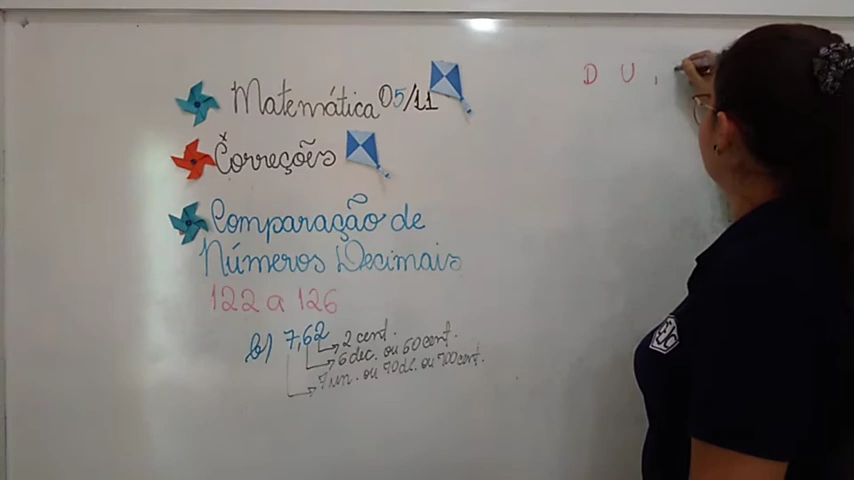 Matemática 05/11
Correções
Comparação de
Números Decimais
122 a 126
b) 7,62
2 cent.
6 dec. ou 60 cent.
7 un. ou 70 dc. ou 700 cent.
D U ,